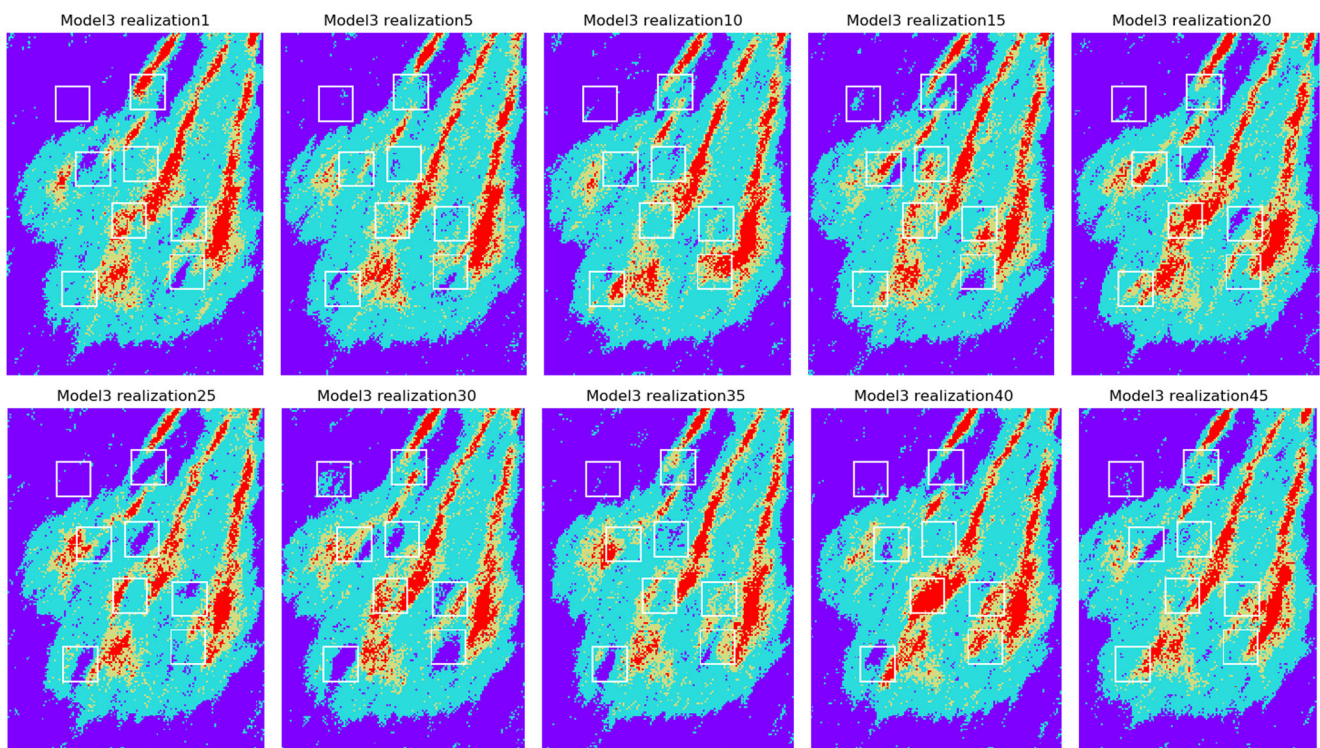 Model3 realization1
Model3 realization5
Model3 realization10
Model3 realization15
Model3 realization20
Model3 realization25
Model3 realization30
Model3 realization35
Model3 realization40
Model3 realization45